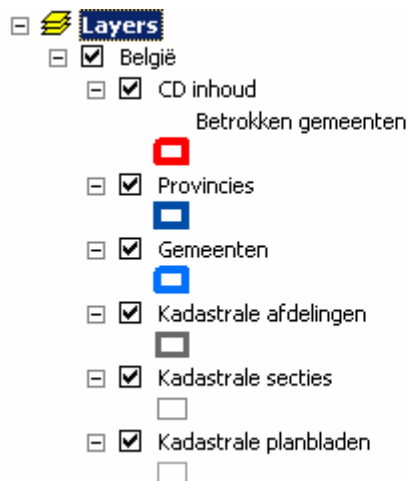 Layers
België
CD inhoud
Betrokken gemeenten
Provincies
Gemeenten
Kadastrale afdelingen
Kadastrale secties
Kadastrale planbladen